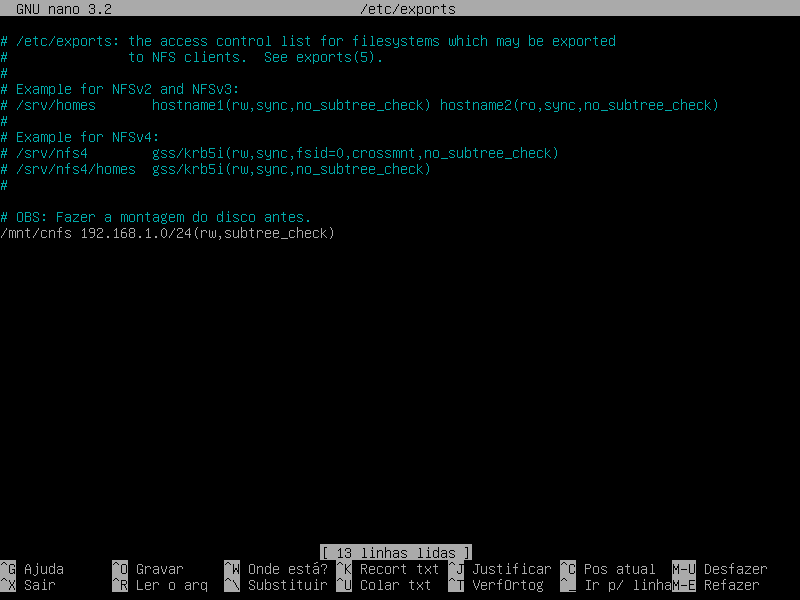 GNU nano 3.2 /etc/exports
# /etc/exports: the access control list for filesystems which may be exported
# to NFS clients. See exports(5).
#
# Example for NFSv2 and NFSv3:
# /srv/homes hostname1(rw,sync,no_subtree_check) hostname2(ro,sync,no_subtree_check)
#
# Example for NFSv4:
# /srv/nfs4 gss/krb5i(rw,sync,fsid=0,crossmnt,no_subtree_check)
# /srv/nfs4/homes gss/krb5i(rw,sync,no_subtree_check)
#
# OBS: Fazer a montagem do disco antes.
/mnt/cnfs 192.168.1.0/24(rw,subtree_check)
[ 13 linhas lidas ]
^G Ajuda ^O Gravar ^W Onde está? ^K Recort txt ^J Justificar ^C Pos atual M-U Desfazer
^X Sair ^R Ler o arq ^\ Substituir ^U Colar txt ^T VerfOrtog ^_ Ir p/ linha M-E Refazer